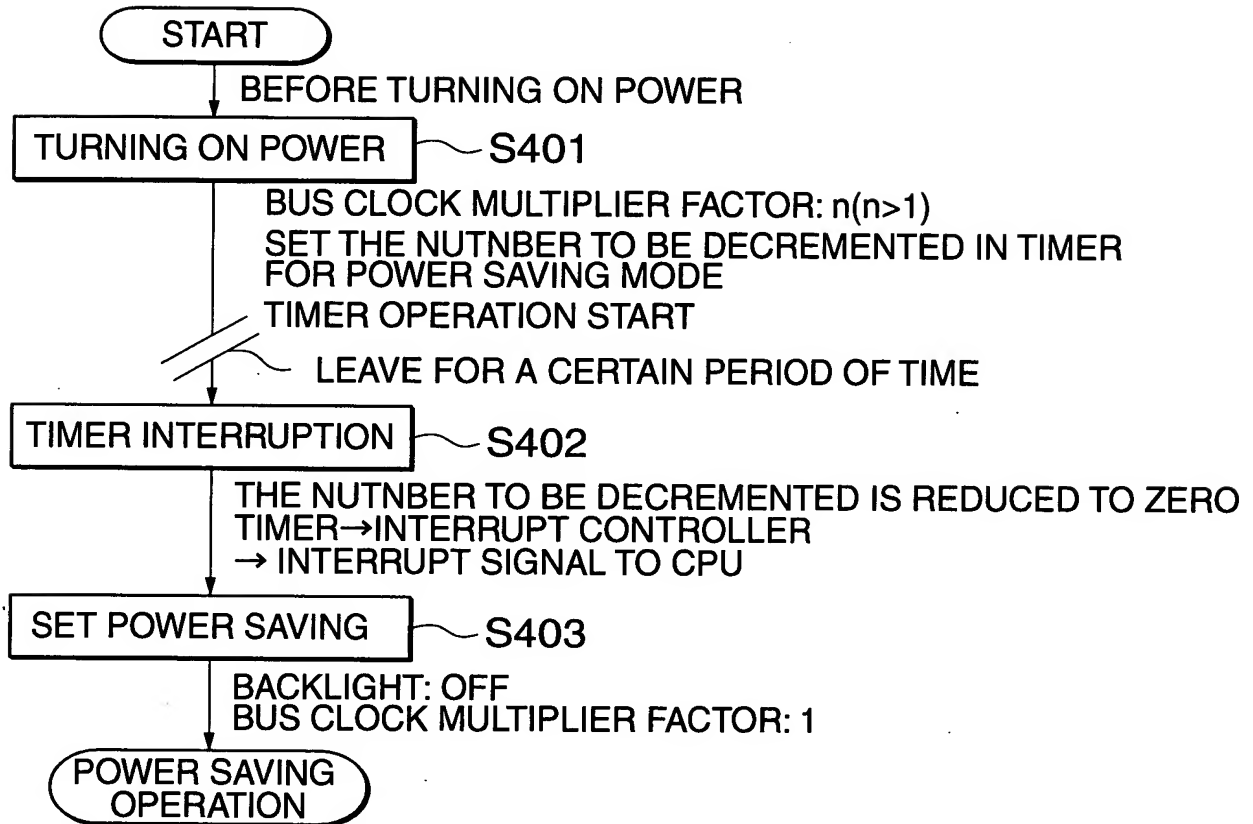 START
BEFORE TURNING ON POWER
TURNING ON POWER S401
BUS CLOCK MULTIPLIER FACTOR: n(n>1)
SET THE NUTNBER TO BE DECREMENTED IN TIMER
FOR POWER SAVING MODE
TIMER OPERATION START
LEAVE FOR A CERTAIN PERIOD OF TIME
TIMER INTERRUPTION S402
THE NUTNBER TO BE DECREMENTED IS REDUCED TO ZERO
TIMER→INTERRUPT CONTROLLER
→ INTERRUPT SIGNAL TO CPU
SET POWER SAVING S403
BACKLIGHT: OFF
BUS CLOCK MULTIPLIER FACTOR: 1
POWER SAVING
OPERATION